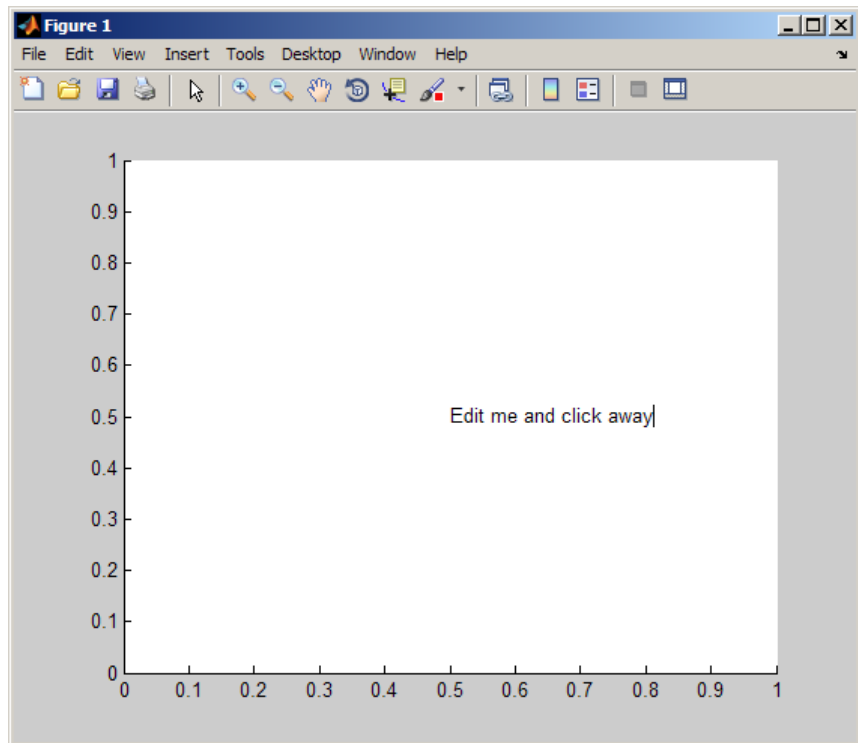 Figure 1
File Edit View Insert Tools Desktop Window Help
1
0.9
0.8
0.7
0.6
0.5
Edit me and click away
0.4
0.3
0.2
0.1
0
0 0.1 0.2 0.3 0.4 0.5 0.6 0.7 0.8 0.9 1